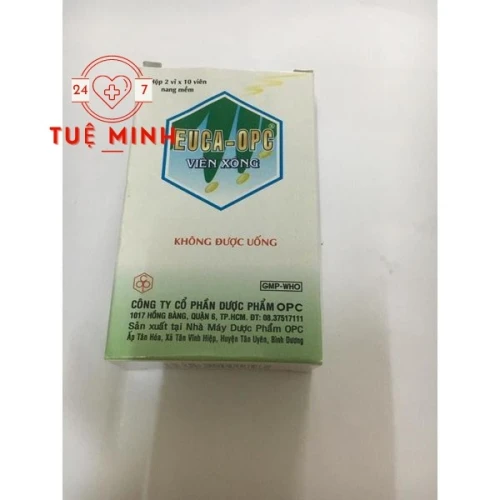 Hộp 2 vỉ x 10 viên
nang mềm
24 7
TUỆ MINH
EUCA-OPC
VIÊN XÔNG
KHÔNG ĐƯỢC UỐNG
GMP-WHO
CÔNG TY CỔ PHẦN DƯỢC PHẨM OPC
1017 HỒNG BÀNG, QUẬN 6, TP.HCM. ĐT: 08.37517111
Sản xuất tại Nhà Máy Dược Phẩm OPC
Ấp Tân Hóa, Xã Tân Vĩnh Hiệp, Huyện Tân Uyên, Bình Dương